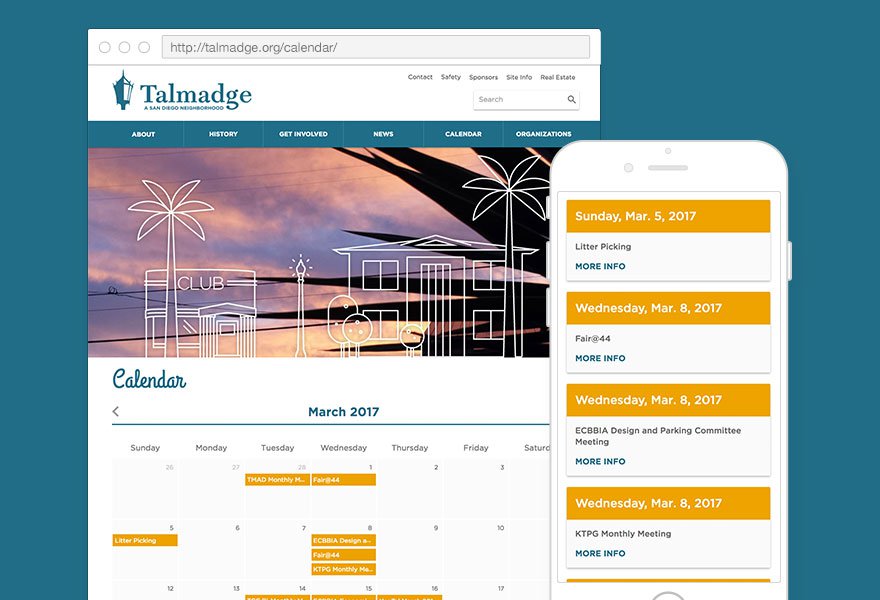 http://talmadge.org/calendar/
Contact Safety Sponsors Site Info Real Estate
Talmadge
A SAN DIEGO NEIGHBORHOOD
Search
ABOUT HISTORY GET INVOLVED NEWS CALENDAR ORGANIZATIONS
CLUB
Calendar
March 2017
Sunday Monday Tuesday Wednesday Thursday Friday
26 27 28 1 2 3
TMAD Monthly M... Fair@44
5 6 7 8 9 10
Litter Picking ECBBIA Design a...
Fair@44
KTPG Monthly Me...
12 13 14 15 16 17
Sunday, Mar. 5, 2017
Litter Picking
MORE INFO
Wednesday, Mar. 8, 2017
Fair@44
MORE INFO
Wednesday, Mar. 8, 2017
ECBBIA Design and Parking Committee
Meeting
MORE INFO
Wednesday, Mar. 8, 2017
KTPG Monthly Meeting
MORE INFO